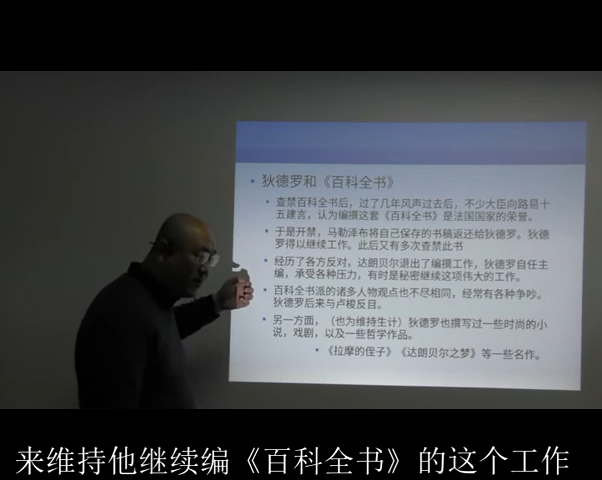 狄德罗和《百科全书》
查禁百科全书后，过了几年风声过去后，不少大臣向路易十
五建言，认为编撰这套《百科全书》是法国国家的荣誉。
于是开禁，马勒泽布将自己保存的书稿返还给狄德罗。狄德
罗得以继续工作。此后又有多次查禁此书
经历了各方反对，达朗贝尔退出了编撰工作，狄德罗自任主
编，承受各种压力，有时是秘密继续这项伟大的工作。
百科全书派的诸多人物观点也不尽相同，经常有各种争吵。
狄德罗后来与卢梭反目。
另一方面，（也为维持生计）狄德罗也撰写过一些时尚的小
说，戏剧，以及一些哲学作品。
《拉摩的侄子》《达朗贝尔之梦》等一些名作。
来维持他继续编《百科全书》的这个工作